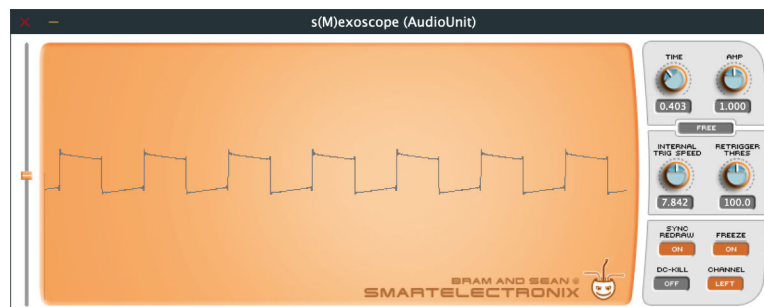 s(M)exoscope (AudioUnit)
TIME AMP
0.403 1.000
FREE
INTERNAL TRIG SPEED RETRIGGER THRES
7.842 100.0
SYNC REDRAW FREEZE
ON ON
DC-KILL CHANNEL
OFF LEFT
BRAM AND SEAN @
SMARTELECTRONIX